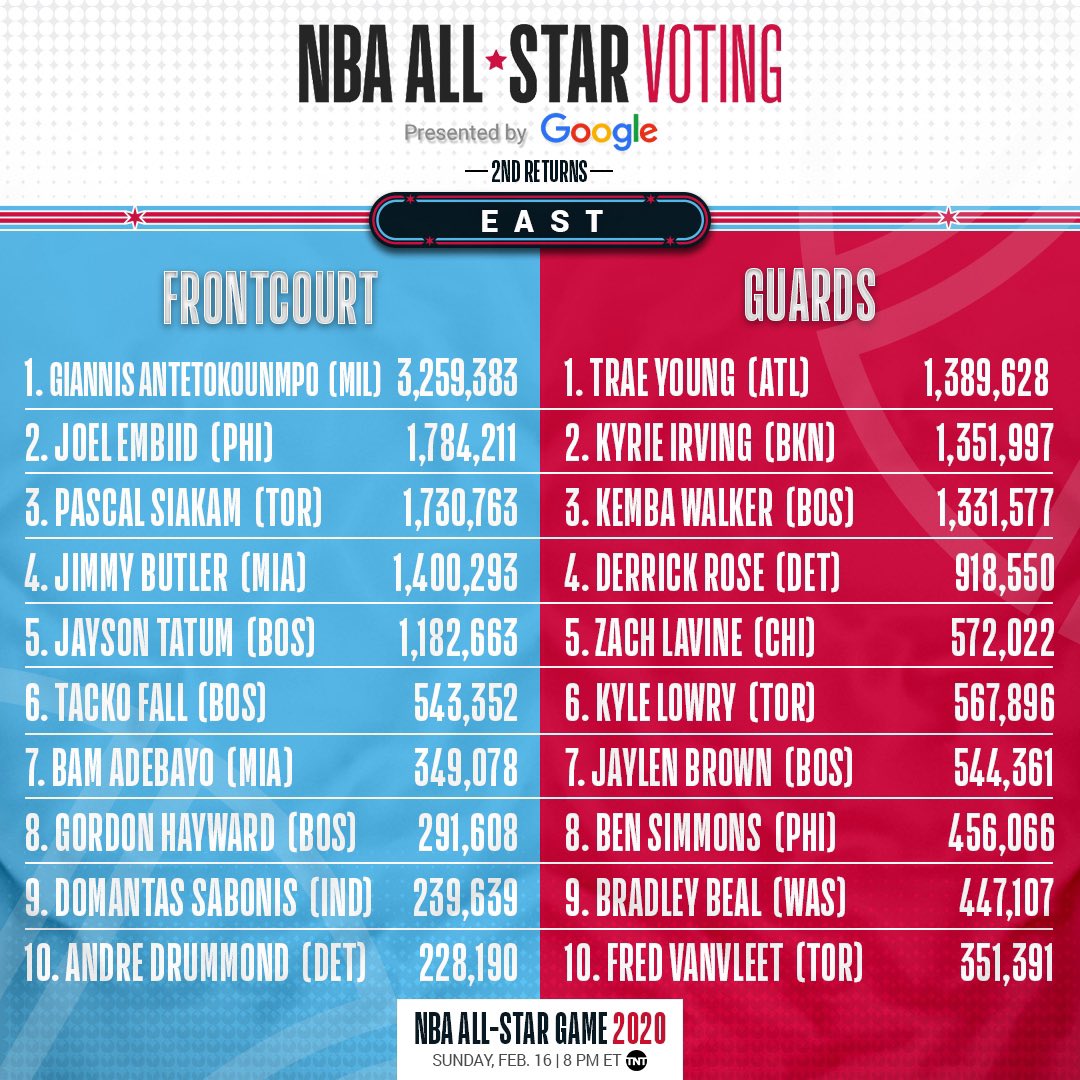 NBA ALL★STAR VOTING
Presented by Google
2ND RETURNS
EAST
FRONTCOURT
1. GIANNIS ANTETOKOUNMPO (MIL) 3,259,383
2. JOEL EMBIID (PHI) 1,784,211
3. PASCAL SIAKAM (TOR) 1,730,763
4. JIMMY BUTLER (MIA) 1,400,293
5. JAYSON TATUM (BOS) 1,182,663
6. TACKO FALL (BOS) 543,352
7. BAM ADEBAYO (MIA) 349,078
8. GORDON HAYWARD (BOS) 291,608
9. DOMANTAS SABONIS (IND) 239,639
10. ANDRE DRUMMOND (DET) 228,190
GUARDS
1. TRAE YOUNG (ATL) 1,389,628
2. KYRIE IRVING (BKN) 1,351,997
3. KEMBA WALKER (BOS) 1,331,577
4. DERRICK ROSE (DET) 918,550
5. ZACH LAVINE (CHI) 572,022
6. KYLE LOWRY (TOR) 567,896
7. JAYLEN BROWN (BOS) 544,361
8. BEN SIMMONS (PHI) 456,066
9. BRADLEY BEAL (WAS) 447,107
10. FRED VANVLEET (TOR) 351,391
NBA ALL-STAR GAME 2020
SUNDAY, FEB. 16 | 8 PM ET TNT